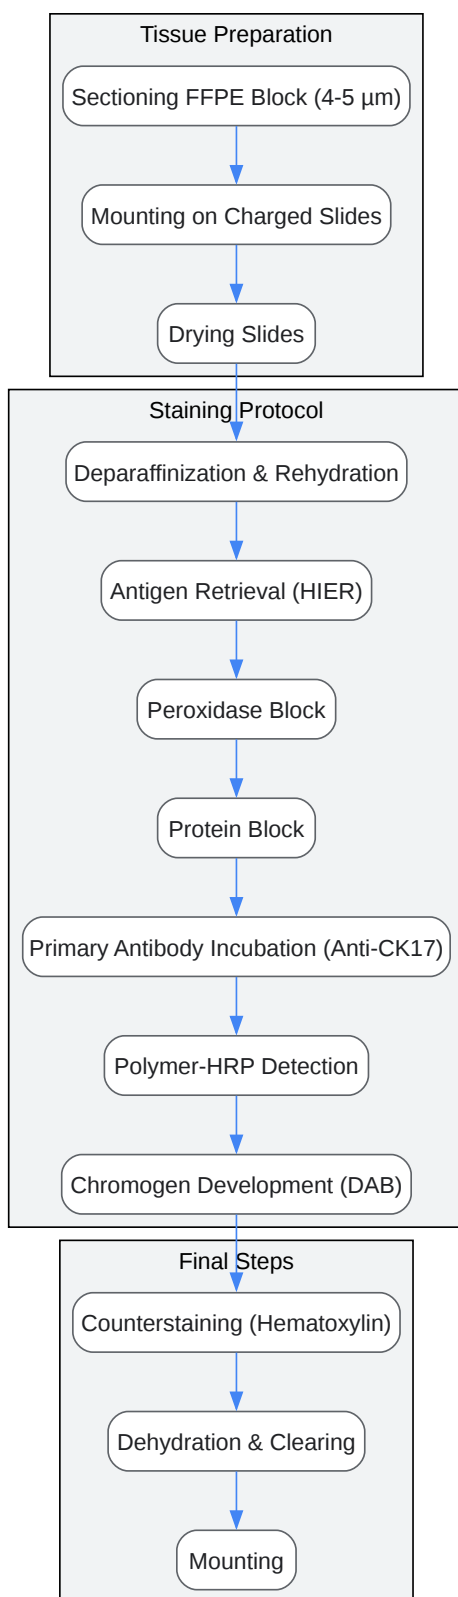 Tissue Preparation
Sectioning FFPE Block (4-5 µm)
Mounting on Charged Slides
Drying Slides
Staining Protocol
Deparaffinization & Rehydration
Antigen Retrieval (HIER)
Peroxidase Block
Protein Block
Primary Antibody Incubation (Anti-CK17)
Polymer-HRP Detection
Chromogen Development (DAB)
Final Steps
Counterstaining (Hematoxylin)
Dehydration & Clearing
Mounting